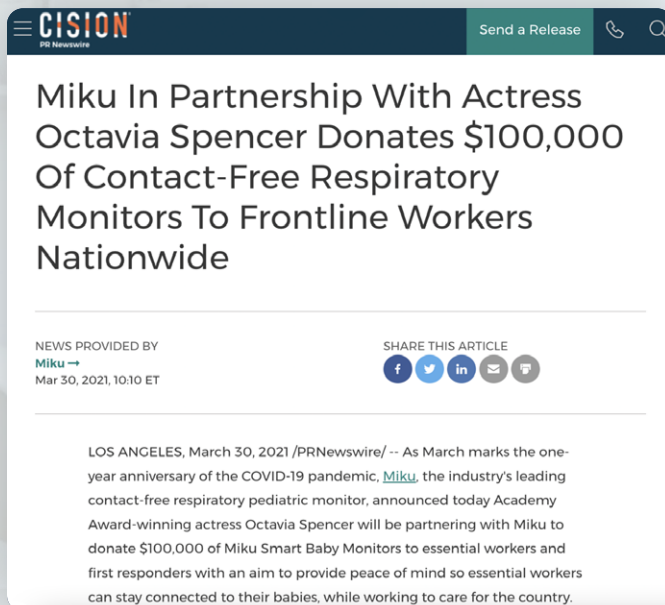 CISION
PR Newswire
Send a Release
Miku In Partnership With Actress
Octavia Spencer Donates $100,000
Of Contact-Free Respiratory
Monitors To Frontline Workers
Nationwide
NEWS PROVIDED BY
Miku →
Mar 30, 2021, 10:10 ET
SHARE THIS ARTICLE
LOS ANGELES, March 30, 2021 /PRNewswire/ -- As March marks the one-
year anniversary of the COVID-19 pandemic, Miku, the industry's leading
contact-free respiratory pediatric monitor, announced today Academy
Award-winning actress Octavia Spencer will be partnering with Miku to
donate $100,000 of Miku Smart Baby Monitors to essential workers and
first responders with an aim to provide peace of mind so essential workers
can stay connected to their babies, while working to care for the country.